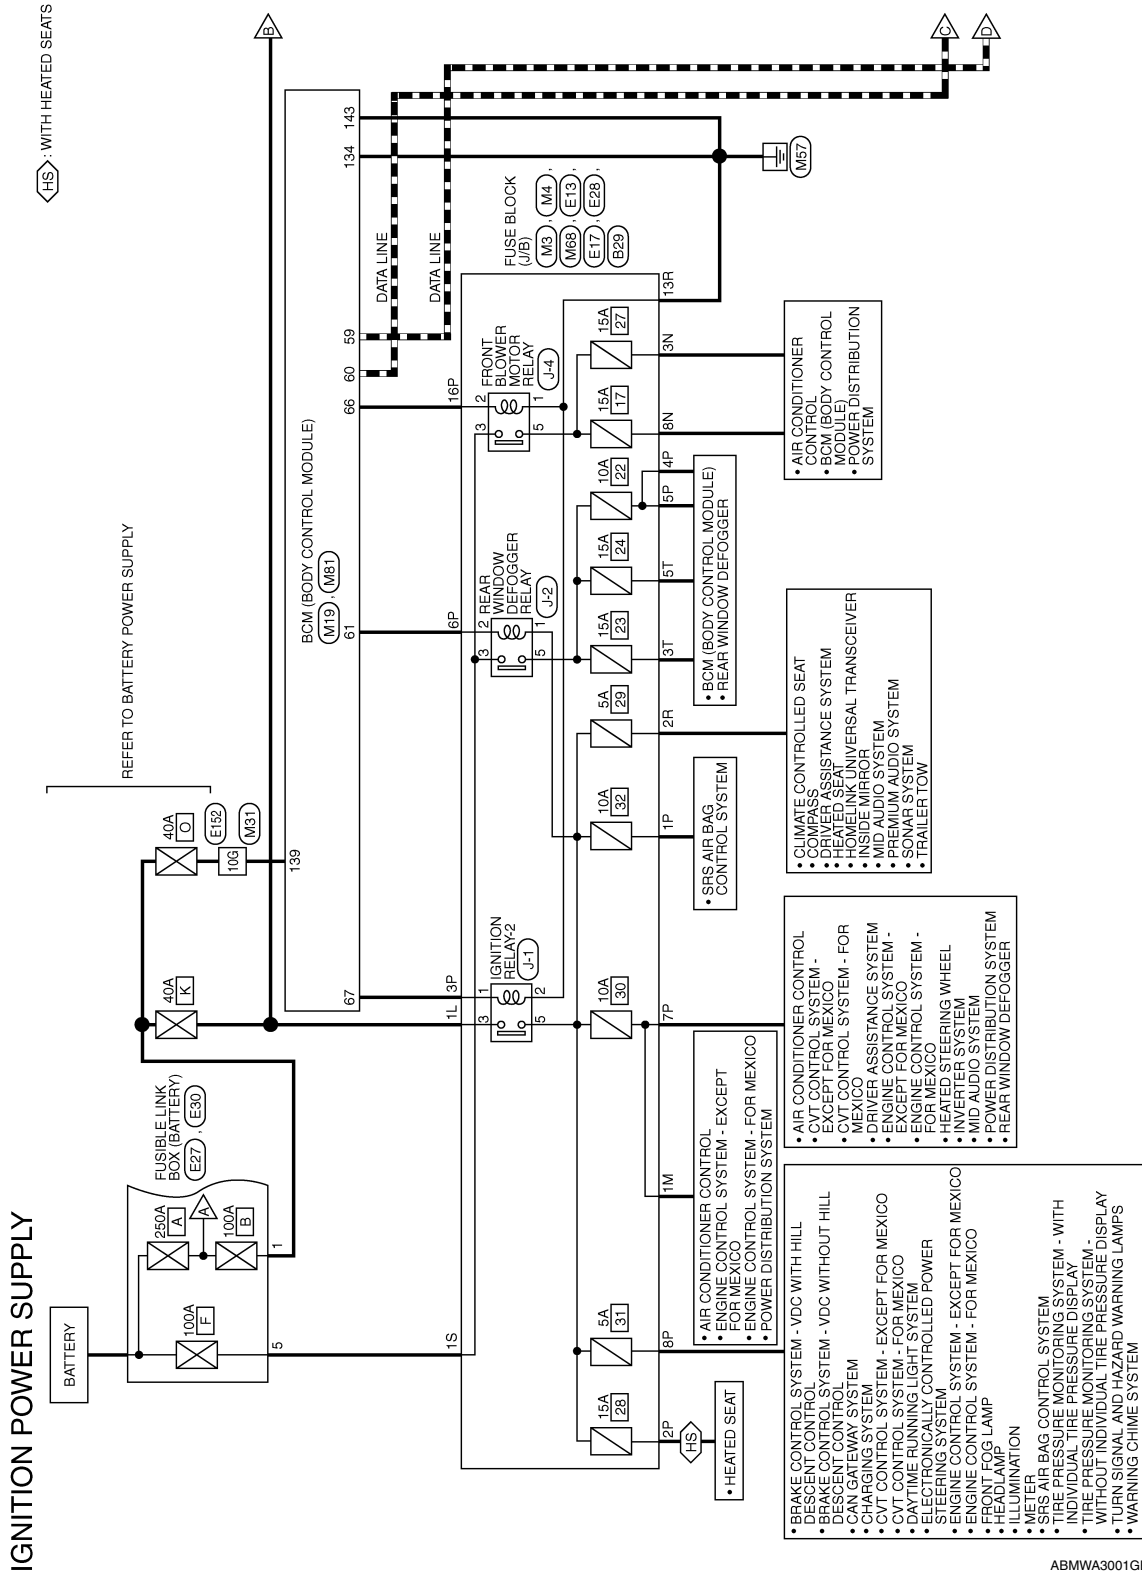 IGNITION POWER SUPPLY
HS : WITH HEATED SEATS
REFER TO BATTERY POWER SUPPLY
BATTERY
FUSIBLE LINK
BOX (BATTERY)
E27 , E30
250A
A
A
100A
B
100A
F
5
1
40A
K
40A
O
E152
10G
M31
B
139
BCM (BODY CONTROL MODULE)
M19 , M81
67
61
66
60
59
134
143
DATA LINE
DATA LINE
C
D
M57
FUSE BLOCK
(J/B)
M3 , M4 ,
M68 , E13 ,
E17 , E28 ,
B29
1S
1L
3P
6P
16P
IGNITION
RELAY-2
J-1
3
1
5
2
REAR
WINDOW
DEFOGGER
RELAY
J-2
3
2
5
1
FRONT
BLOWER
MOTOR
RELAY
J-4
3
2
5
1
15A
28
5A
31
10A
30
10A
32
5A
29
15A
23
15A
24
10A
22
15A
17
15A
27
2P
8P
1M
7P
1P
2R
3T
5T
5P
4P
8N
3N
13R
HS
• HEATED SEAT
• BRAKE CONTROL SYSTEM - VDC WITH HILL
DESCENT CONTROL
• BRAKE CONTROL SYSTEM - VDC WITHOUT HILL
DESCENT CONTROL
• CAN GATEWAY SYSTEM
• CHARGING SYSTEM
• CVT CONTROL SYSTEM - EXCEPT FOR MEXICO
• CVT CONTROL SYSTEM - FOR MEXICO
• DAYTIME RUNNING LIGHT SYSTEM
• ELECTRONICALLY CONTROLLED POWER
STEERING SYSTEM
• ENGINE CONTROL SYSTEM - EXCEPT FOR MEXICO
• ENGINE CONTROL SYSTEM - FOR MEXICO
• FRONT FOG LAMP
• HEADLAMP
• ILLUMINATION
• METER
• SRS AIR BAG CONTROL SYSTEM
• TIRE PRESSURE MONITORING SYSTEM - WITH
INDIVIDUAL TIRE PRESSURE DISPLAY
• TIRE PRESSURE MONITORING SYSTEM -
WITHOUT INDIVIDUAL TIRE PRESSURE DISPLAY
• TURN SIGNAL AND HAZARD WARNING LAMPS
• WARNING CHIME SYSTEM
• AIR CONDITIONER CONTROL
• ENGINE CONTROL SYSTEM - EXCEPT
FOR MEXICO
• ENGINE CONTROL SYSTEM - FOR MEXICO
• POWER DISTRIBUTION SYSTEM
• AIR CONDITIONER CONTROL
• CVT CONTROL SYSTEM -
EXCEPT FOR MEXICO
• CVT CONTROL SYSTEM - FOR
MEXICO
• DRIVER ASSISTANCE SYSTEM
• ENGINE CONTROL SYSTEM -
EXCEPT FOR MEXICO
• ENGINE CONTROL SYSTEM -
FOR MEXICO
• HEATED STEERING WHEEL
• INVERTER SYSTEM
• MID AUDIO SYSTEM
• POWER DISTRIBUTION SYSTEM
• REAR WINDOW DEFOGGER
• SRS AIR BAG
CONTROL SYSTEM
• CLIMATE CONTROLLED SEAT
• COMPASS
• DRIVER ASSISTANCE SYSTEM
• HEATED SEAT
• HOMELINK UNIVERSAL TRANSCEIVER
• INSIDE MIRROR
• MID AUDIO SYSTEM
• PREMIUM AUDIO SYSTEM
• SONAR SYSTEM
• TRAILER TOW
• BCM (BODY CONTROL MODULE)
• REAR WINDOW DEFOGGER
• AIR CONDITIONER
CONTROL
• BCM (BODY CONTROL
MODULE)
• POWER DISTRIBUTION
SYSTEM